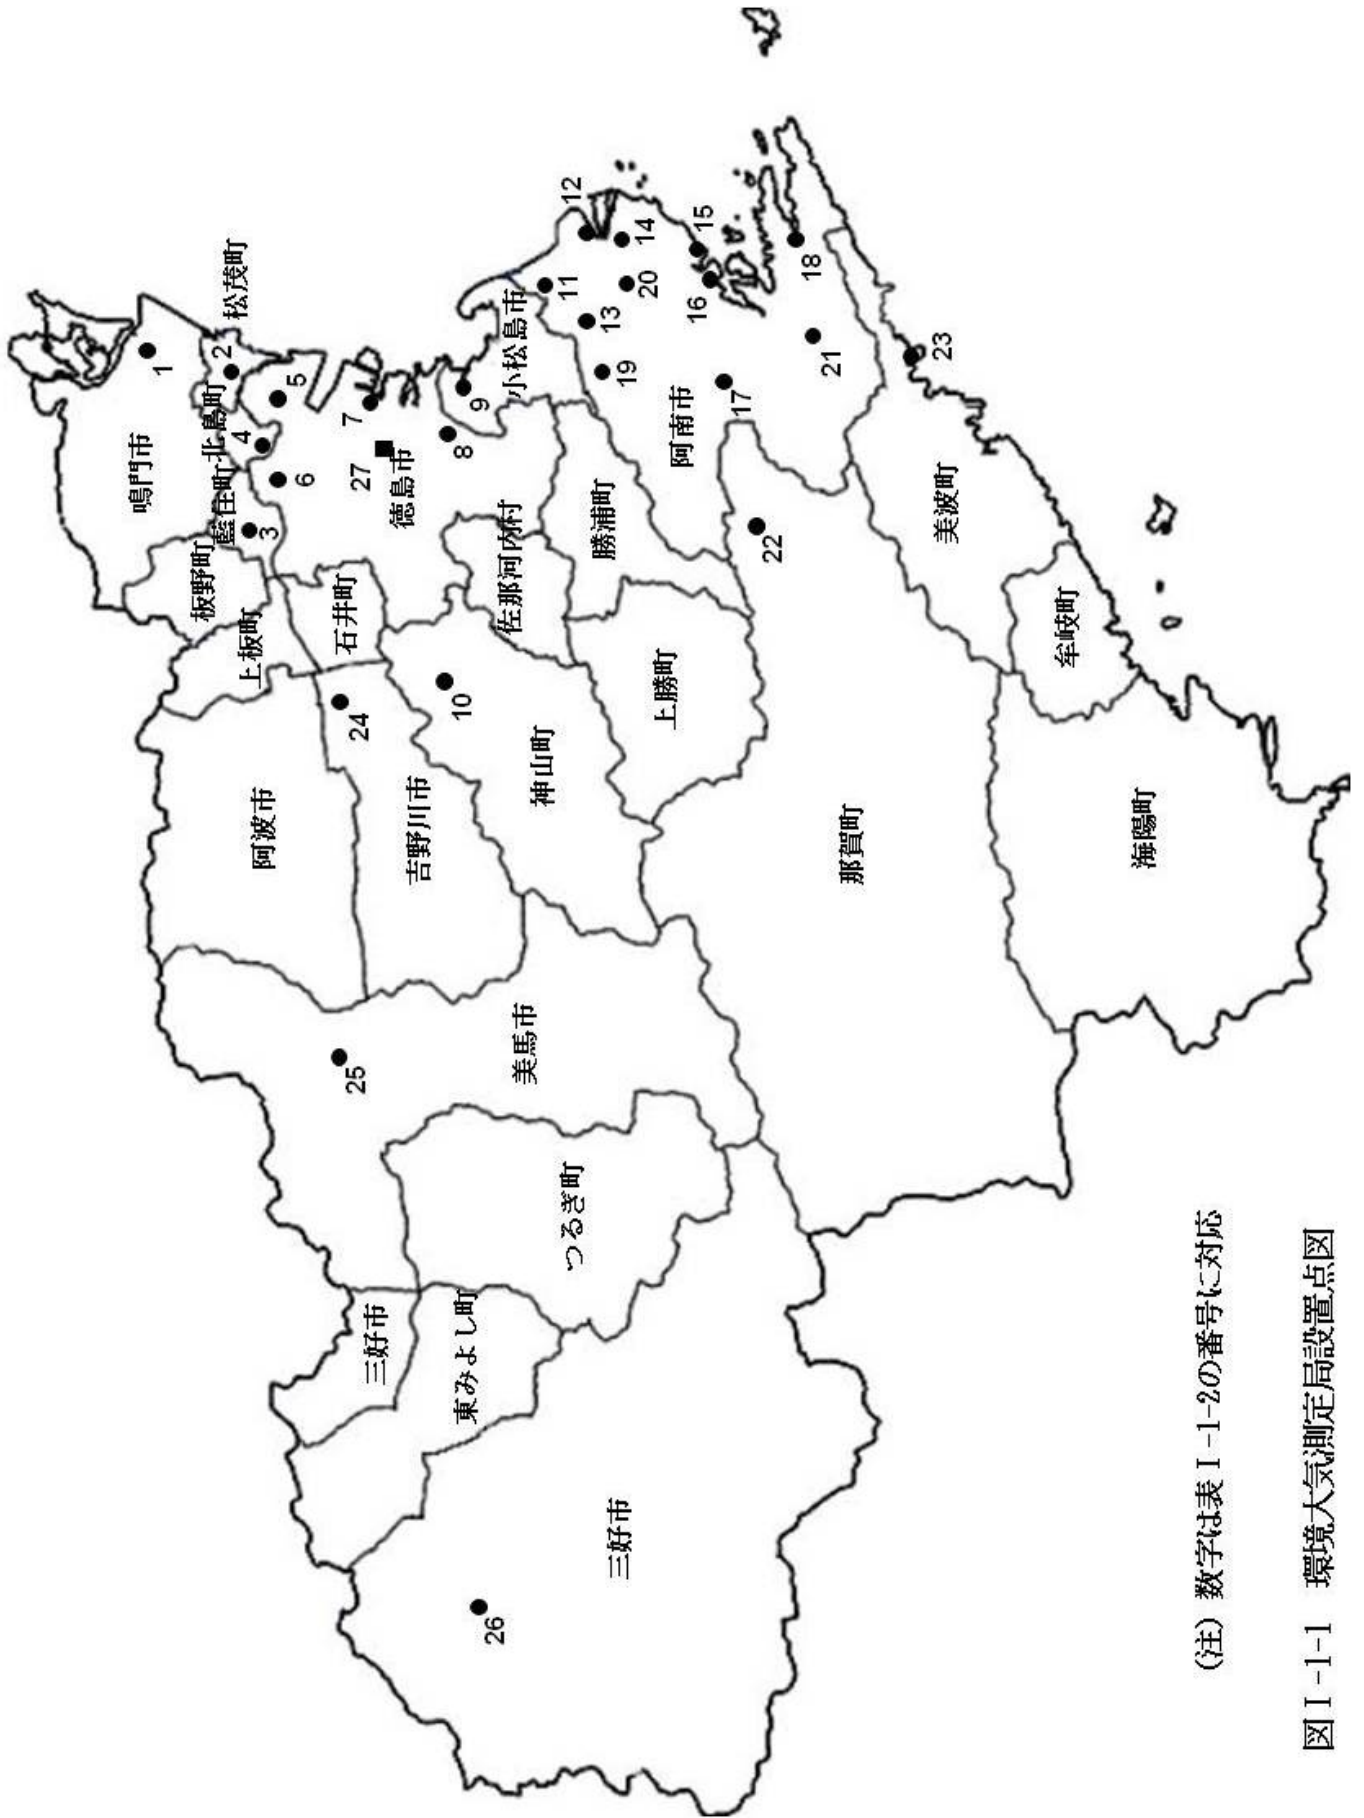 鳴門市
1
松茂町
2
北島町
藍住町
板野町
上板町
3
4
5
6
7
27
徳島市
石井町
8
9
小松島市
佐那河内村
勝浦町
上勝町
神山町
10
24
吉野川市
阿波市
11
12
13
14
15
16
17
18
19
20
21
阿南市
22
那賀町
23
美波町
牟岐町
海陽町
25
美馬市
つるぎ町
三好市
東みよし町
三好市
26
(注) 数字は表Ⅰ-1-2の番号に対応
図Ⅰ-1-1 環境大気測定局設置点図